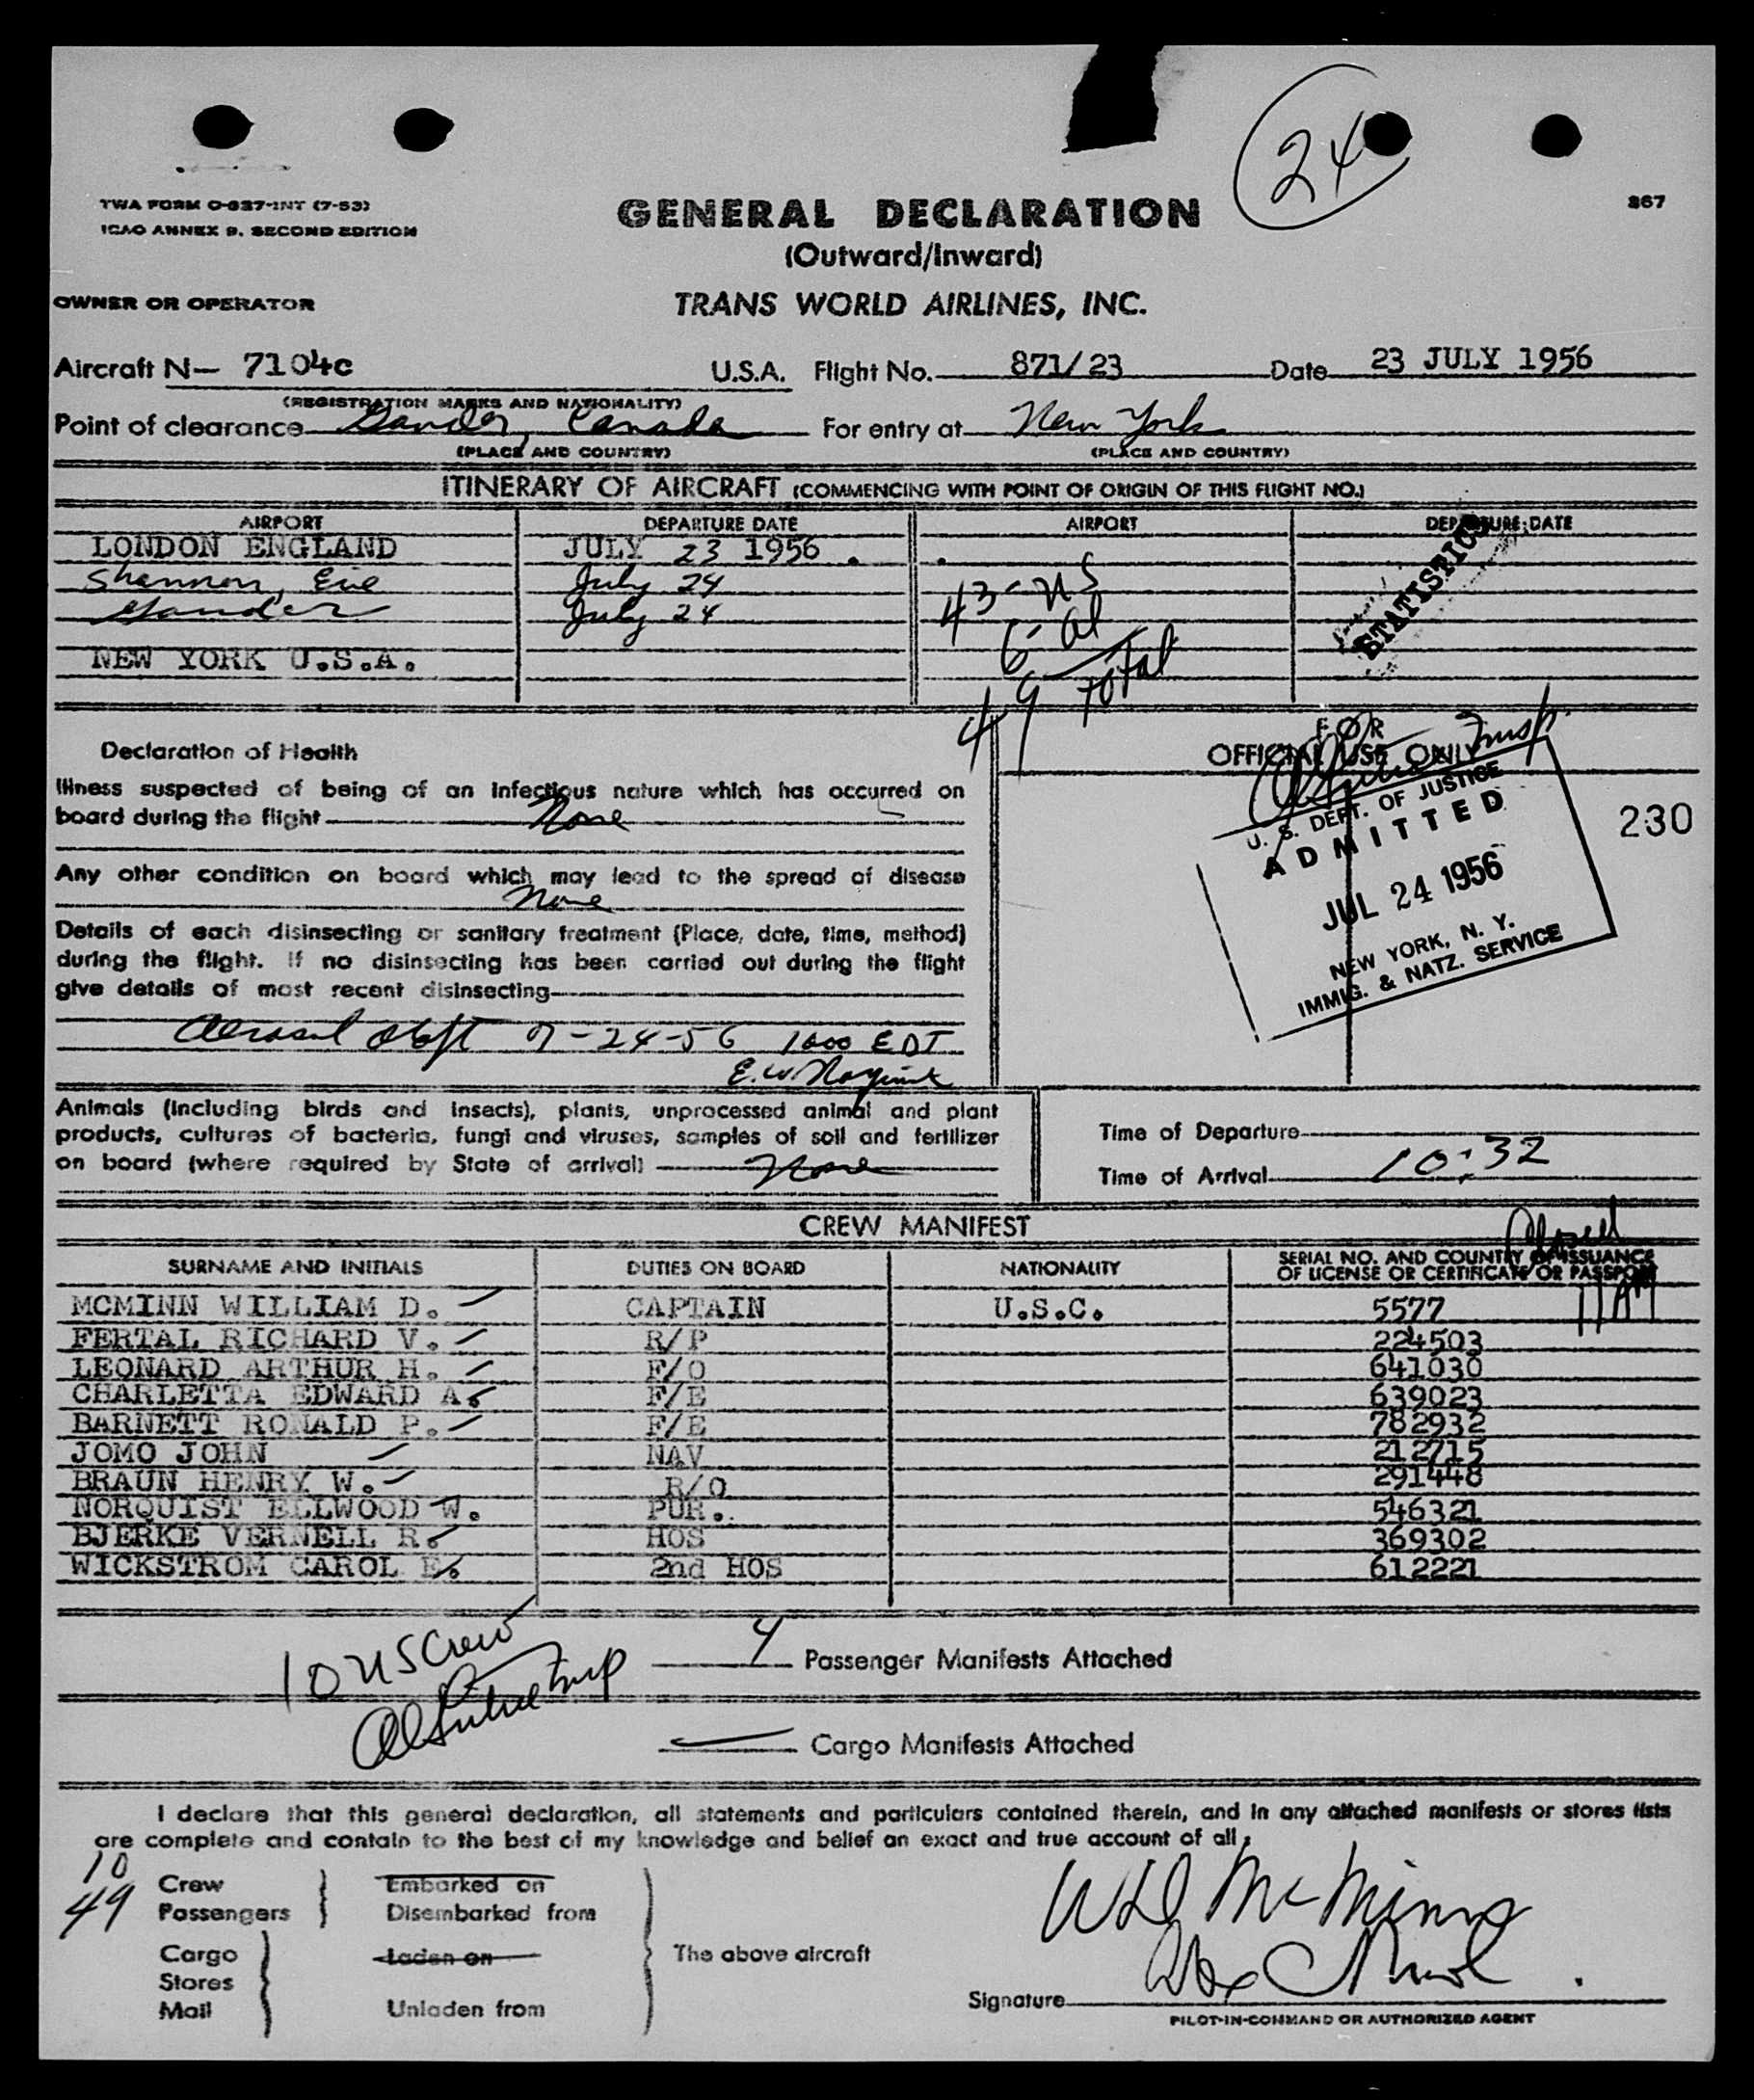 24
TWA FORM O-827-INT (7-53)
ICAO ANNEX 9, SECOND EDITION
GENERAL DECLARATION
867
(Outward/Inward)
OWNER OR OPERATOR
TRANS WORLD AIRLINES, INC.
Aircraft N— 7104c U.S.A. Flight No. 871/23 Date 23 JULY 1956
(REGISTRATION MARKS AND NATIONALITY)
Point of clearance Gander, Canada For entry at New York
(PLACE AND COUNTRY) (PLACE AND COUNTRY)
ITINERARY OF AIRCRAFT (COMMENCING WITH POINT OF ORIGIN OF THIS FLIGHT NO.)
AIRPORT DEPARTURE DATE AIRPORT DEPARTURE DATE
LONDON ENGLAND JULY 23 1956 .
Shannon, Eire July 24
Gander July 24
NEW YORK U.S.A.
43-US
6-al
49 total
STATISTICS
Declaration of Health
Illness suspected of being of an infectious nature which has occurred on
board during the flight None
Any other condition on board which may lead to the spread of disease
None
Details of each disinsecting or sanitary treatment (Place, date, time, method)
during the flight. If no disinsecting has been carried out during the flight
give details of most recent disinsecting
Aerosol 7-24-56 1000 EDT
E.W.
FOR
OFFICIAL USE ONLY
Insp.
U. S. DEPT. OF JUSTICE
ADMITTED
JUL 24 1956
NEW YORK, N. Y.
IMMIG. & NATZ. SERVICE
230
Animals (including birds and insects), plants, unprocessed animal and plant
products, cultures of bacteria, fungi and viruses, samples of soil and fertilizer
on board (where required by State of arrival) None
Time of Departure
Time of Arrival 10:32
CREW MANIFEST
SURNAME AND INITIALS DUTIES ON BOARD NATIONALITY SERIAL NO. AND COUNTRY OF ISSUANCE
OF LICENSE OR CERTIFICATE OR PASSPORT
11 AM
MCMINN WILLIAM D. CAPTAIN U.S.C. 5577
FERTAL RICHARD V. R/P 224503
LEONARD ARTHUR H. F/O 641030
CHARLETTA EDWARD A. F/E 639023
BARNETT RONALD P. F/E 782932
JOMO JOHN NAV 212715
BRAUN HENRY W. R/O 291448
NORQUIST ELLWOOD W. PUR. 546321
BJERKE VERNELL R. HOS 369302
WICKSTROM CAROL E. 2nd HOS 612221
10 US Crew
Insp
4 Passenger Manifests Attached
Cargo Manifests Attached
I declare that this general declaration, all statements and particulars contained therein, and in any attached manifests or stores lists
are complete and contain to the best of my knowledge and belief an exact and true account of all
10 Crew Embarked on
49 Passengers Disembarked from
Cargo Laden on The above aircraft
Stores
Mail Unladen from
WD McMinn
Signature
PILOT-IN-COMMAND OR AUTHORIZED AGENT